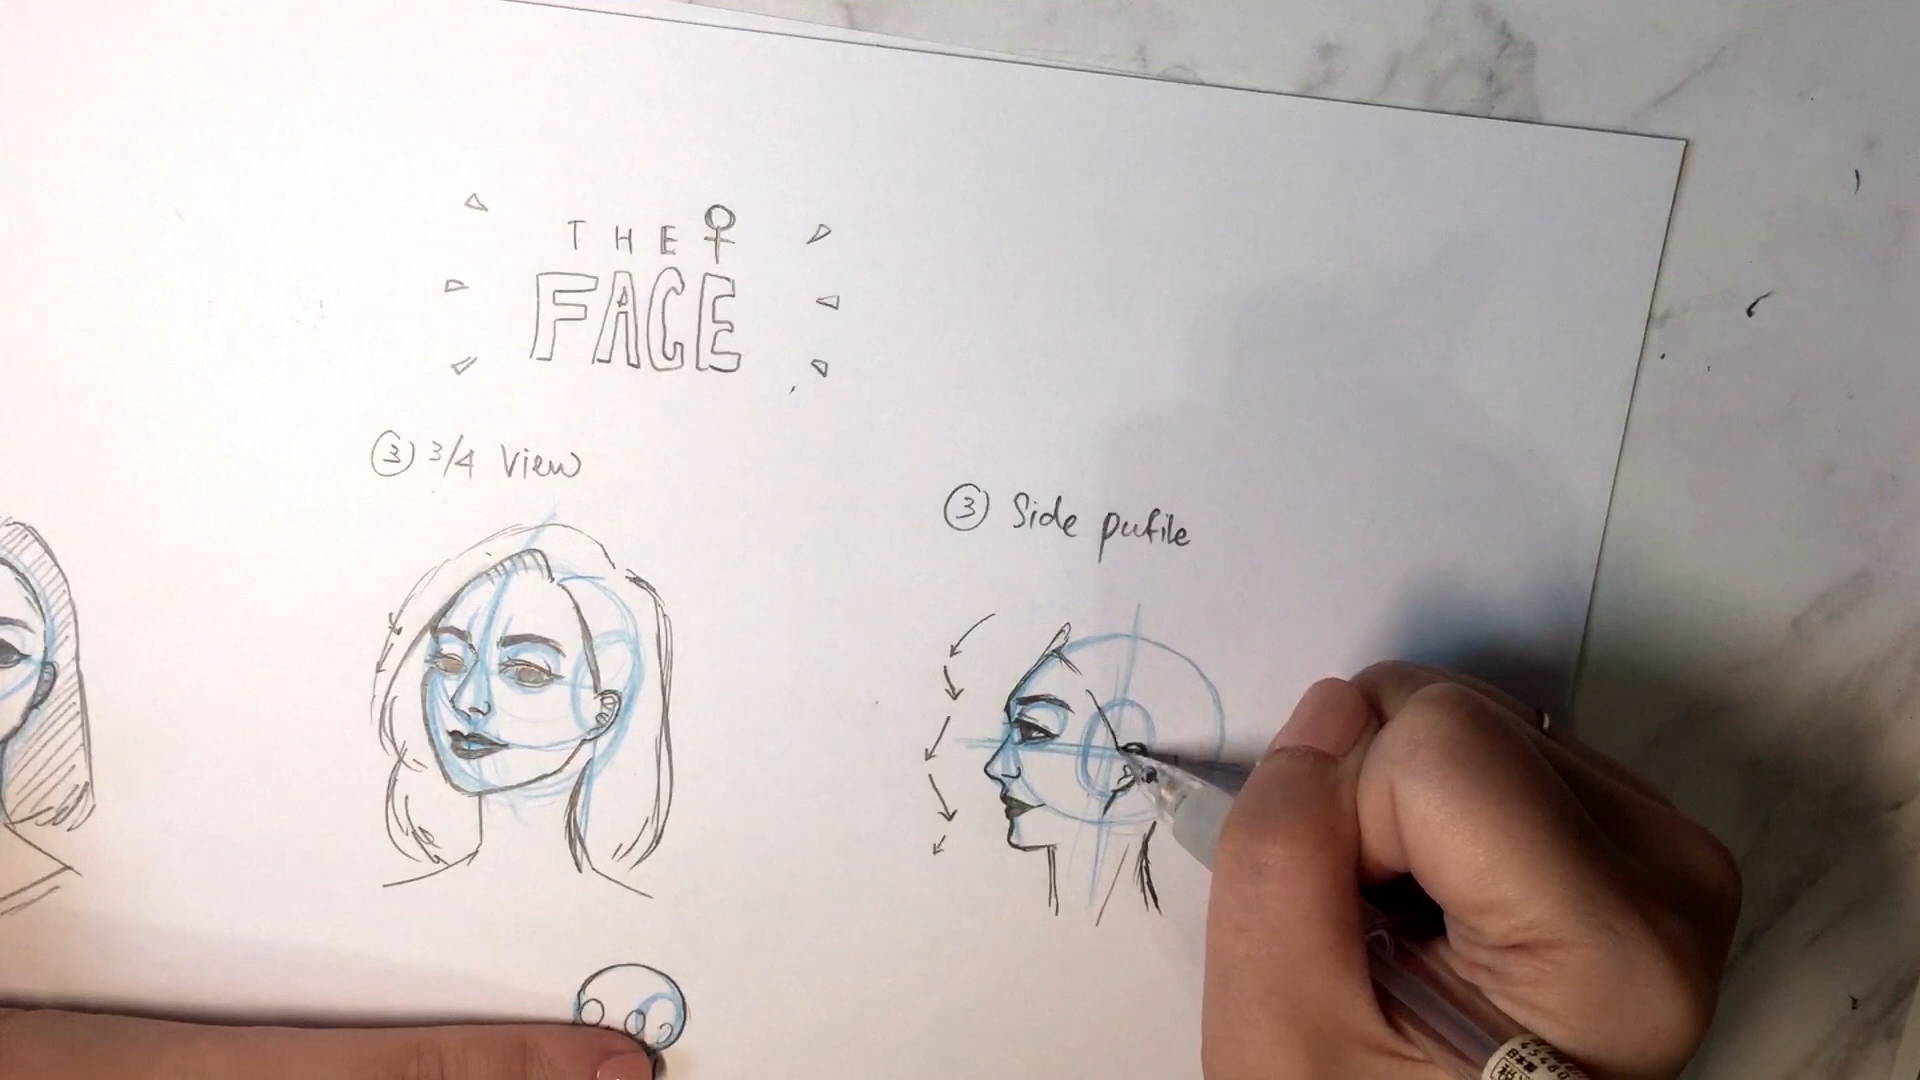 THE
FACE
③ 3/4 View
③ Side pufile